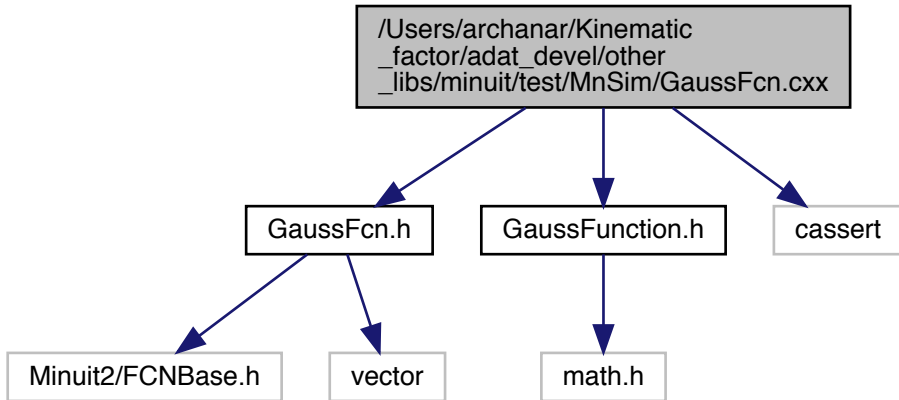 /Users/archanar/Kinematic
_factor/adat_devel/other
_libs/minuit/test/MnSim/GaussFcn.cxx
GaussFcn.h
GaussFunction.h
cassert
Minuit2/FCNBase.h
vector
math.h